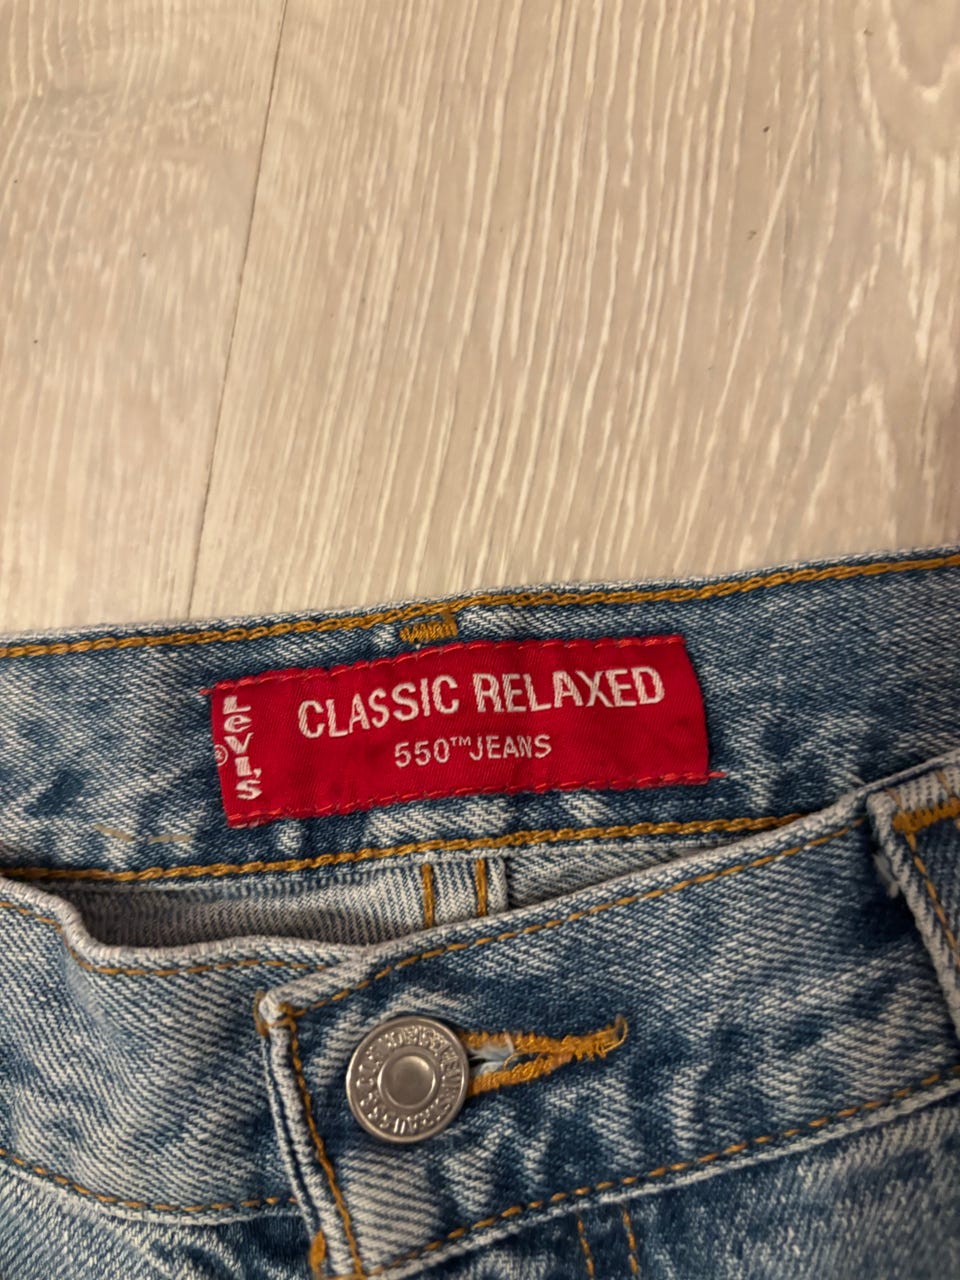 Levi's®
CLASSIC RELAXED
550™ JEANS